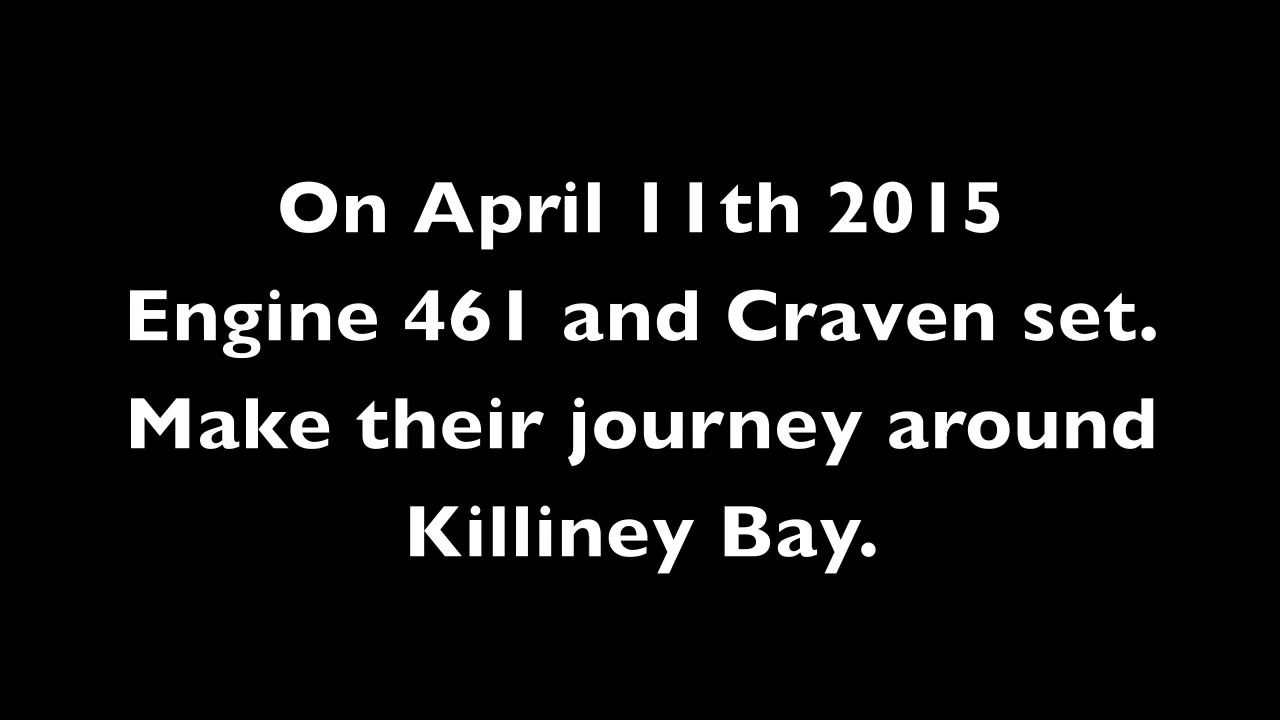 On April 11th 2015
Engine 461 and Craven set.
Make their journey around
Killiney Bay.